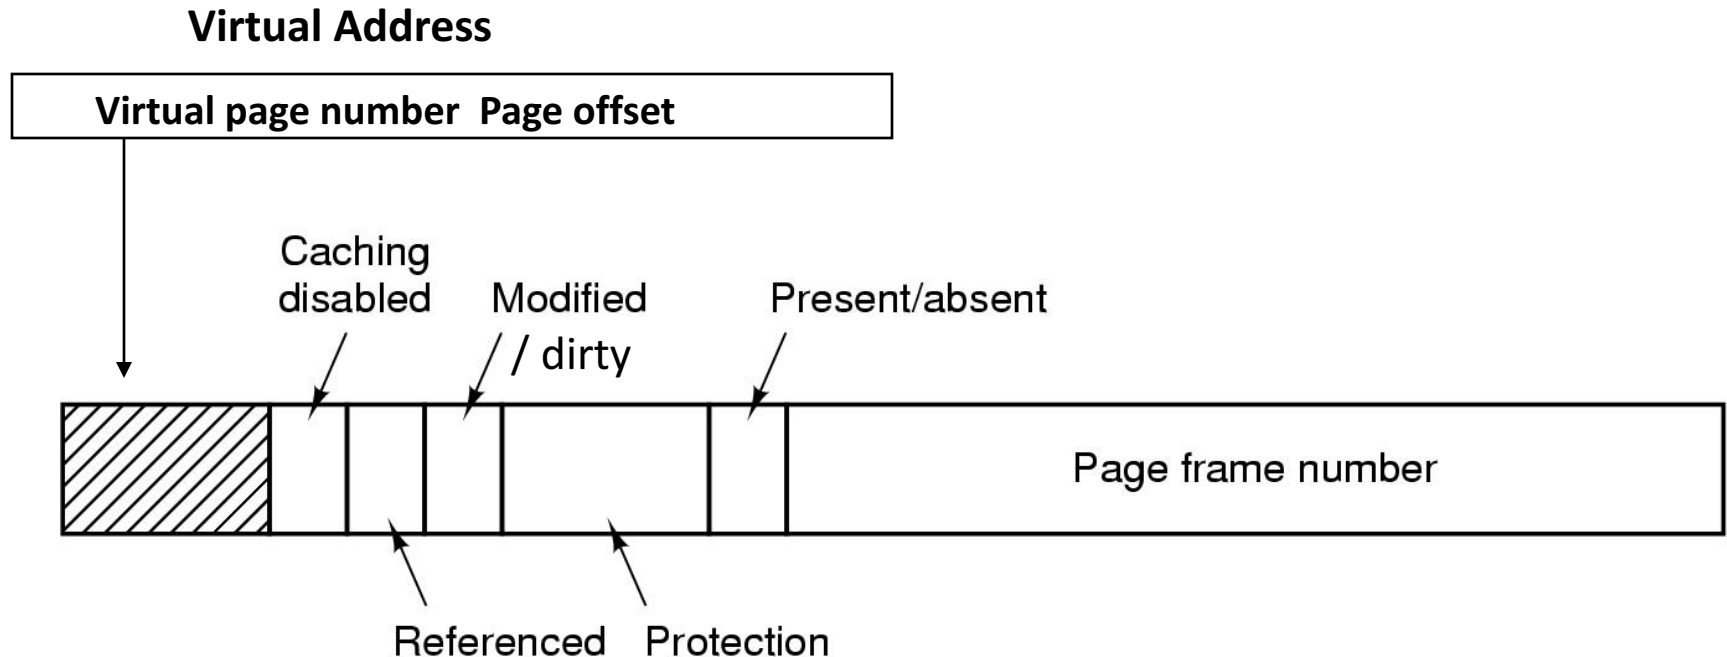 Virtual Address
Virtual page number Page offset
Caching
disabled
Modified
/ dirty
Present/absent
Page frame number
Referenced
Protection